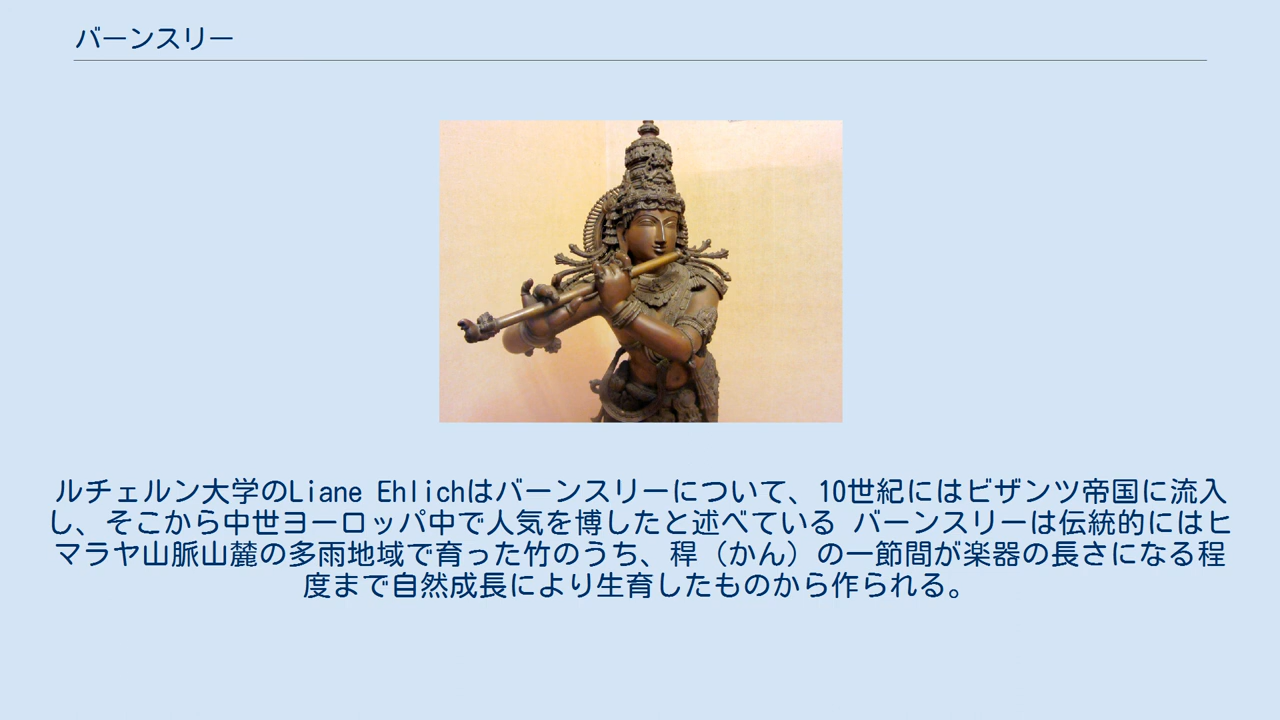 バーンスリー
ルチェルン大学のLiane Ehlichはバーンスリーについて、10世紀にはビザンツ帝国に流入
し、そこから中世ヨーロッパ中で人気を博したと述べている バーンスリーは伝統的にはヒ
マラヤ山脈山麓の多雨地域で育った竹のうち、稈（かん）の一節間が楽器の長さになる程
度まで自然成長により生育したものから作られる。